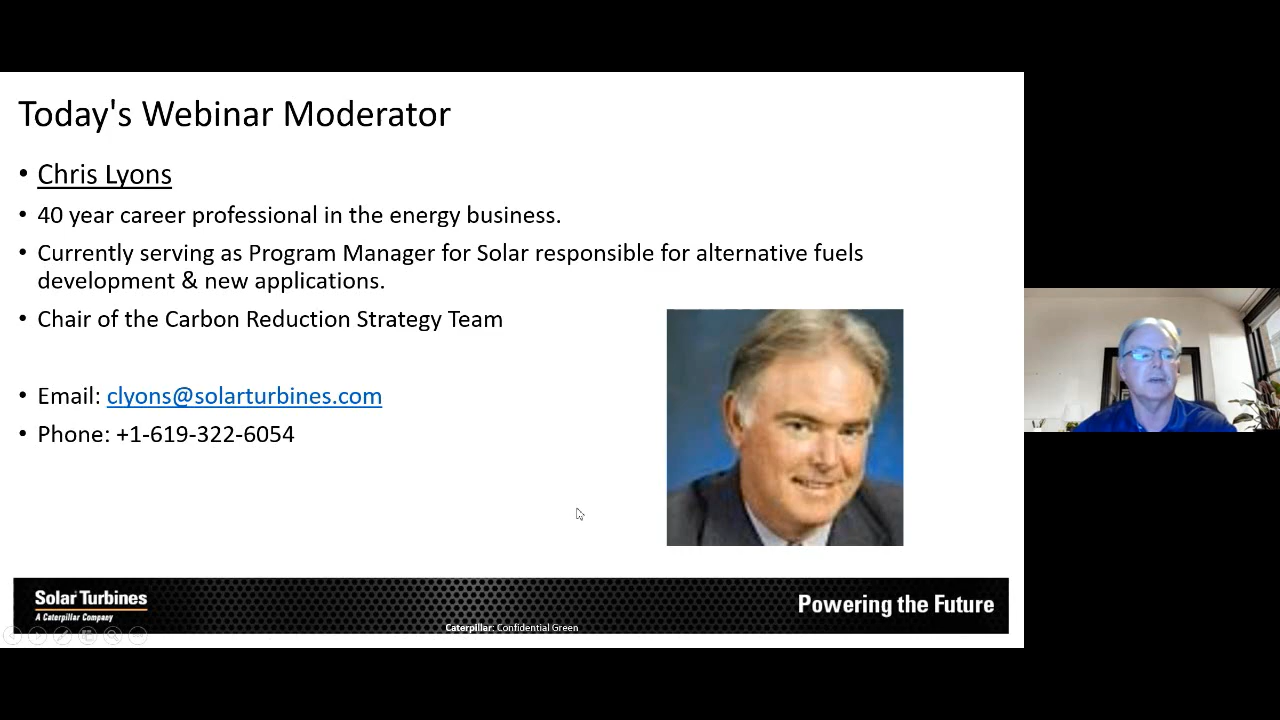 Today's Webinar Moderator
• Chris Lyons
• 40 year career professional in the energy business.
• Currently serving as Program Manager for Solar responsible for alternative fuels
development & new applications.
• Chair of the Carbon Reduction Strategy Team
• Email: clyons@solarturbines.com
• Phone: +1-619-322-6054
Solar Turbines
A Caterpillar Company
Powering the Future
Caterpillar: Confidential Green